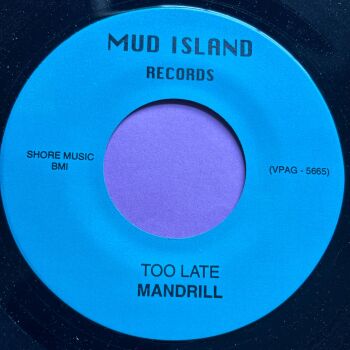 MUD ISLAND
RECORDS
SHORE MUSIC
BMI
(VPAG - 5665)
TOO LATE
MANDRILL